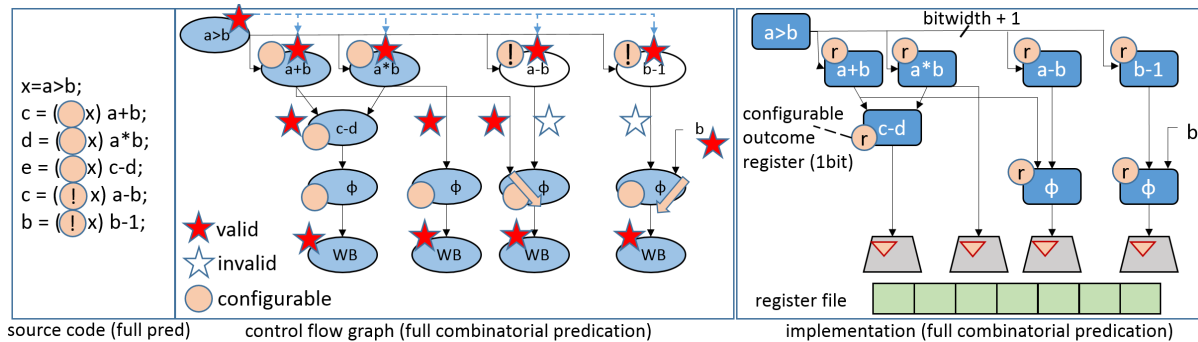 x=a>b;
c = ( x) a+b;
d = ( x) a*b;
e = ( x) c-d;
c = ( ! x) a-b;
b = ( ! x) b-1;
source code (full pred)
a>b
a+b
a*b
!
a-b
!
b-1
c-d
b
ϕ
ϕ
ϕ
ϕ
WB
WB
WB
WB
valid
invalid
configurable
control flow graph (full combinatorial predication)
a>b
bitwidth + 1
r
a+b
r
a*b
r
a-b
r
b-1
configurable
outcome
register (1bit)
c-d
r
b
r
ϕ
r
ϕ
register file
implementation (full combinatorial predication)